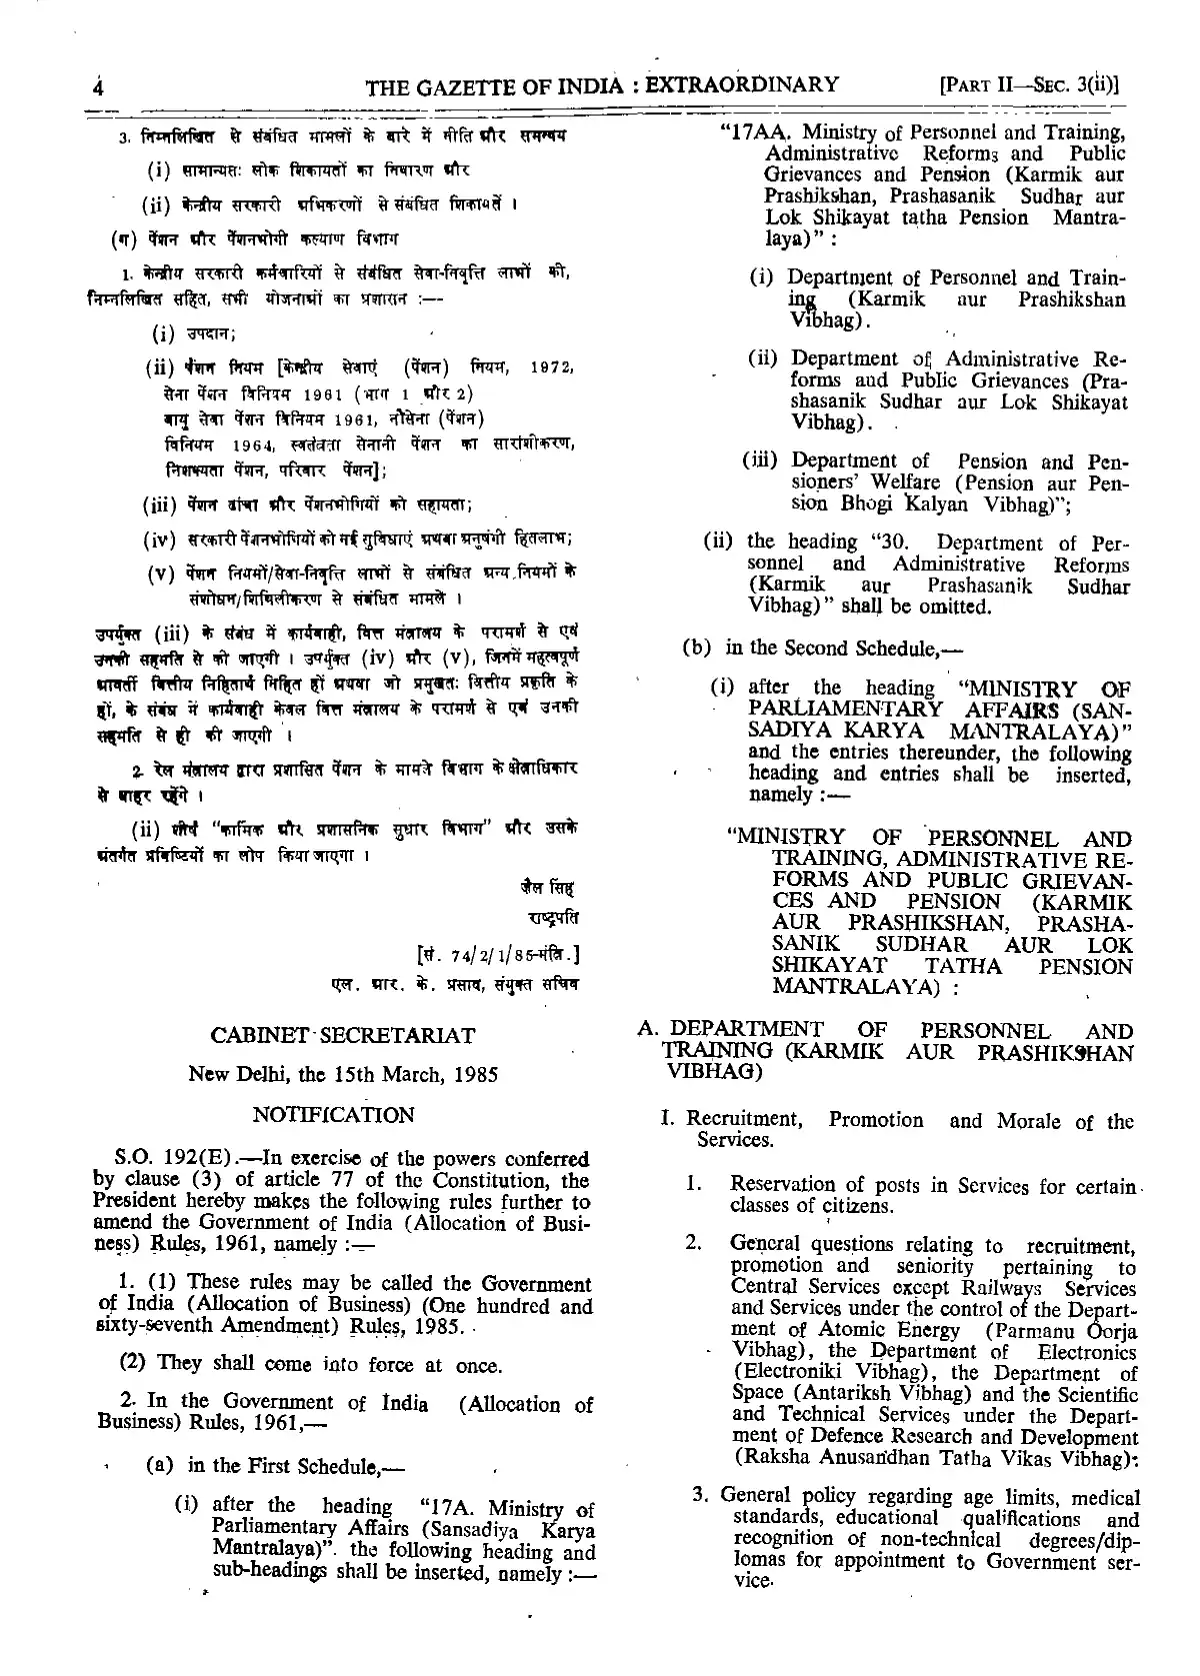 4
THE GAZETTE OF INDIA : EXTRAORDINARY
[PART II—SEC. 3(ii)]
3. निम्नलिखित से संबंधित मामलों के बारे में नीति और समन्वय
(i) सामान्यतः लोक शिकायतों का निवारण और
(ii) केन्द्रीय सरकारी अभिकरणों से संबंधित शिकायतें ।
(ग) पेंशन और पेंशनभोगी कल्याण विभाग
1. केन्द्रीय सरकारी कर्मचारियों से संबंधित सेवा-निवृत्ति लाभों की,
निम्नलिखित सहित, सभी योजनाओं का प्रशासन :—
(i) उपदान;
(ii) पेंशन नियम [केन्द्रीय सेवाएं (पेंशन) नियम, 1972,
सेना पेंशन विनियम 1961 (भाग 1 और 2)
वायु सेना पेंशन विनियम 1961, नौसेना (पेंशन)
विनियम 1964, स्वतंत्रता सेनानी पेंशन का सारांशीकरण,
निशक्यता पेंशन, परिवार पेंशन];
(iii) पेंशन ढांचा और पेंशनभोगियों को सहायता;
(iv) सरकारी पेंशनभोगियों को नई सुविधाएं अथवा अनुषंगी हितलाभ;
(v) पेंशन नियमों/सेवा-निवृत्ति लाभों से संबंधित अन्य नियमों के
संशोधन/शिथिलीकरण से संबंधित मामले ।
उपर्युक्त (iii) के संबंध में कार्यवाही, वित्त मंत्रालय के परामर्श से एवं
उनकी सहमति से की जाएगी । उपर्युक्त (iv) और (v), जिनमें महत्वपूर्ण
आवर्ती वित्तीय निहितार्थ निहित हों अथवा जो प्रमुखतः वित्तीय प्रकृति के
हों, के संबंध में कार्यवाही केवल वित्त मंत्रालय के परामर्श से एवं उनकी
सहमति से ही की जाएगी ।
2. रेल मंत्रालय द्वारा प्रशासित पेंशन के मामले विभाग के क्षेत्राधिकार
से बाहर रहेंगे ।
(ii) शीर्ष "कार्मिक और प्रशासनिक सुधार विभाग" और उसके
अंतर्गत प्रविष्टियों का लोप किया जाएगा ।
जैल सिंह
राष्ट्रपति
[सं. 74/2/1/85-मंत्रि.]
एल. आर. के. प्रसाद, संयुक्त सचिव
CABINET SECRETARIAT
New Delhi, the 15th March, 1985
NOTIFICATION
S.O. 192(E).—In exercise of the powers conferred
by clause (3) of article 77 of the Constitution, the
President hereby makes the following rules further to
amend the Government of India (Allocation of Busi-
ness) Rules, 1961, namely :—
1. (1) These rules may be called the Government
of India (Allocation of Business) (One hundred and
sixty-seventh Amendment) Rules, 1985.
(2) They shall come into force at once.
2. In the Government of India (Allocation of
Business) Rules, 1961,—
(a) in the First Schedule,—
(i) after the heading "17A. Ministry of
Parliamentary Affairs (Sansadiya Karya
Mantralaya)". the following heading and
sub-headings shall be inserted, namely :—
"17AA. Ministry of Personnel and Training,
Administrative Reforms and Public
Grievances and Pension (Karmik aur
Prashikshan, Prashasanik Sudhar aur
Lok Shikayat tatha Pension Mantra-
laya)" :
(i) Department of Personnel and Train-
ing (Karmik aur Prashikshan
Vibhag).
(ii) Department of Administrative Re-
forms and Public Grievances (Pra-
shasanik Sudhar aur Lok Shikayat
Vibhag).
(iii) Department of Pension and Pen-
sioners' Welfare (Pension aur Pen-
sion Bhogi Kalyan Vibhag)";
(ii) the heading "30. Department of Per-
sonnel and Administrative Reforms
(Karmik aur Prashasanik Sudhar
Vibhag)" shall be omitted.
(b) in the Second Schedule,—
(i) after the heading "MINISTRY OF
PARLIAMENTARY AFFAIRS (SAN-
SADIYA KARYA MANTRALAYA)"
and the entries thereunder, the following
heading and entries shall be inserted,
namely :—
"MINISTRY OF PERSONNEL AND
TRAINING, ADMINISTRATIVE RE-
FORMS AND PUBLIC GRIEVAN-
CES AND PENSION (KARMIK
AUR PRASHIKSHAN, PRASHA-
SANIK SUDHAR AUR LOK
SHIKAYAT TATHA PENSION
MANTRALAYA) :
A. DEPARTMENT OF PERSONNEL AND
TRAINING (KARMIK AUR PRASHIKSHAN
VIBHAG)
I. Recruitment, Promotion and Morale of the
Services.
1. Reservation of posts in Services for certain
classes of citizens.
2. General questions relating to recruitment,
promotion and seniority pertaining to
Central Services except Railways Services
and Services under the control of the Depart-
ment of Atomic Energy (Parmanu Oorja
Vibhag), the Department of Electronics
(Electroniki Vibhag), the Department of
Space (Antariksh Vibhag) and the Scientific
and Technical Services under the Depart-
ment of Defence Research and Development
(Raksha Anusandhan Tatha Vikas Vibhag).
3. General policy regarding age limits, medical
standards, educational qualifications and
recognition of non-technical degrees/dip-
lomas for appointment to Government ser-
vice.